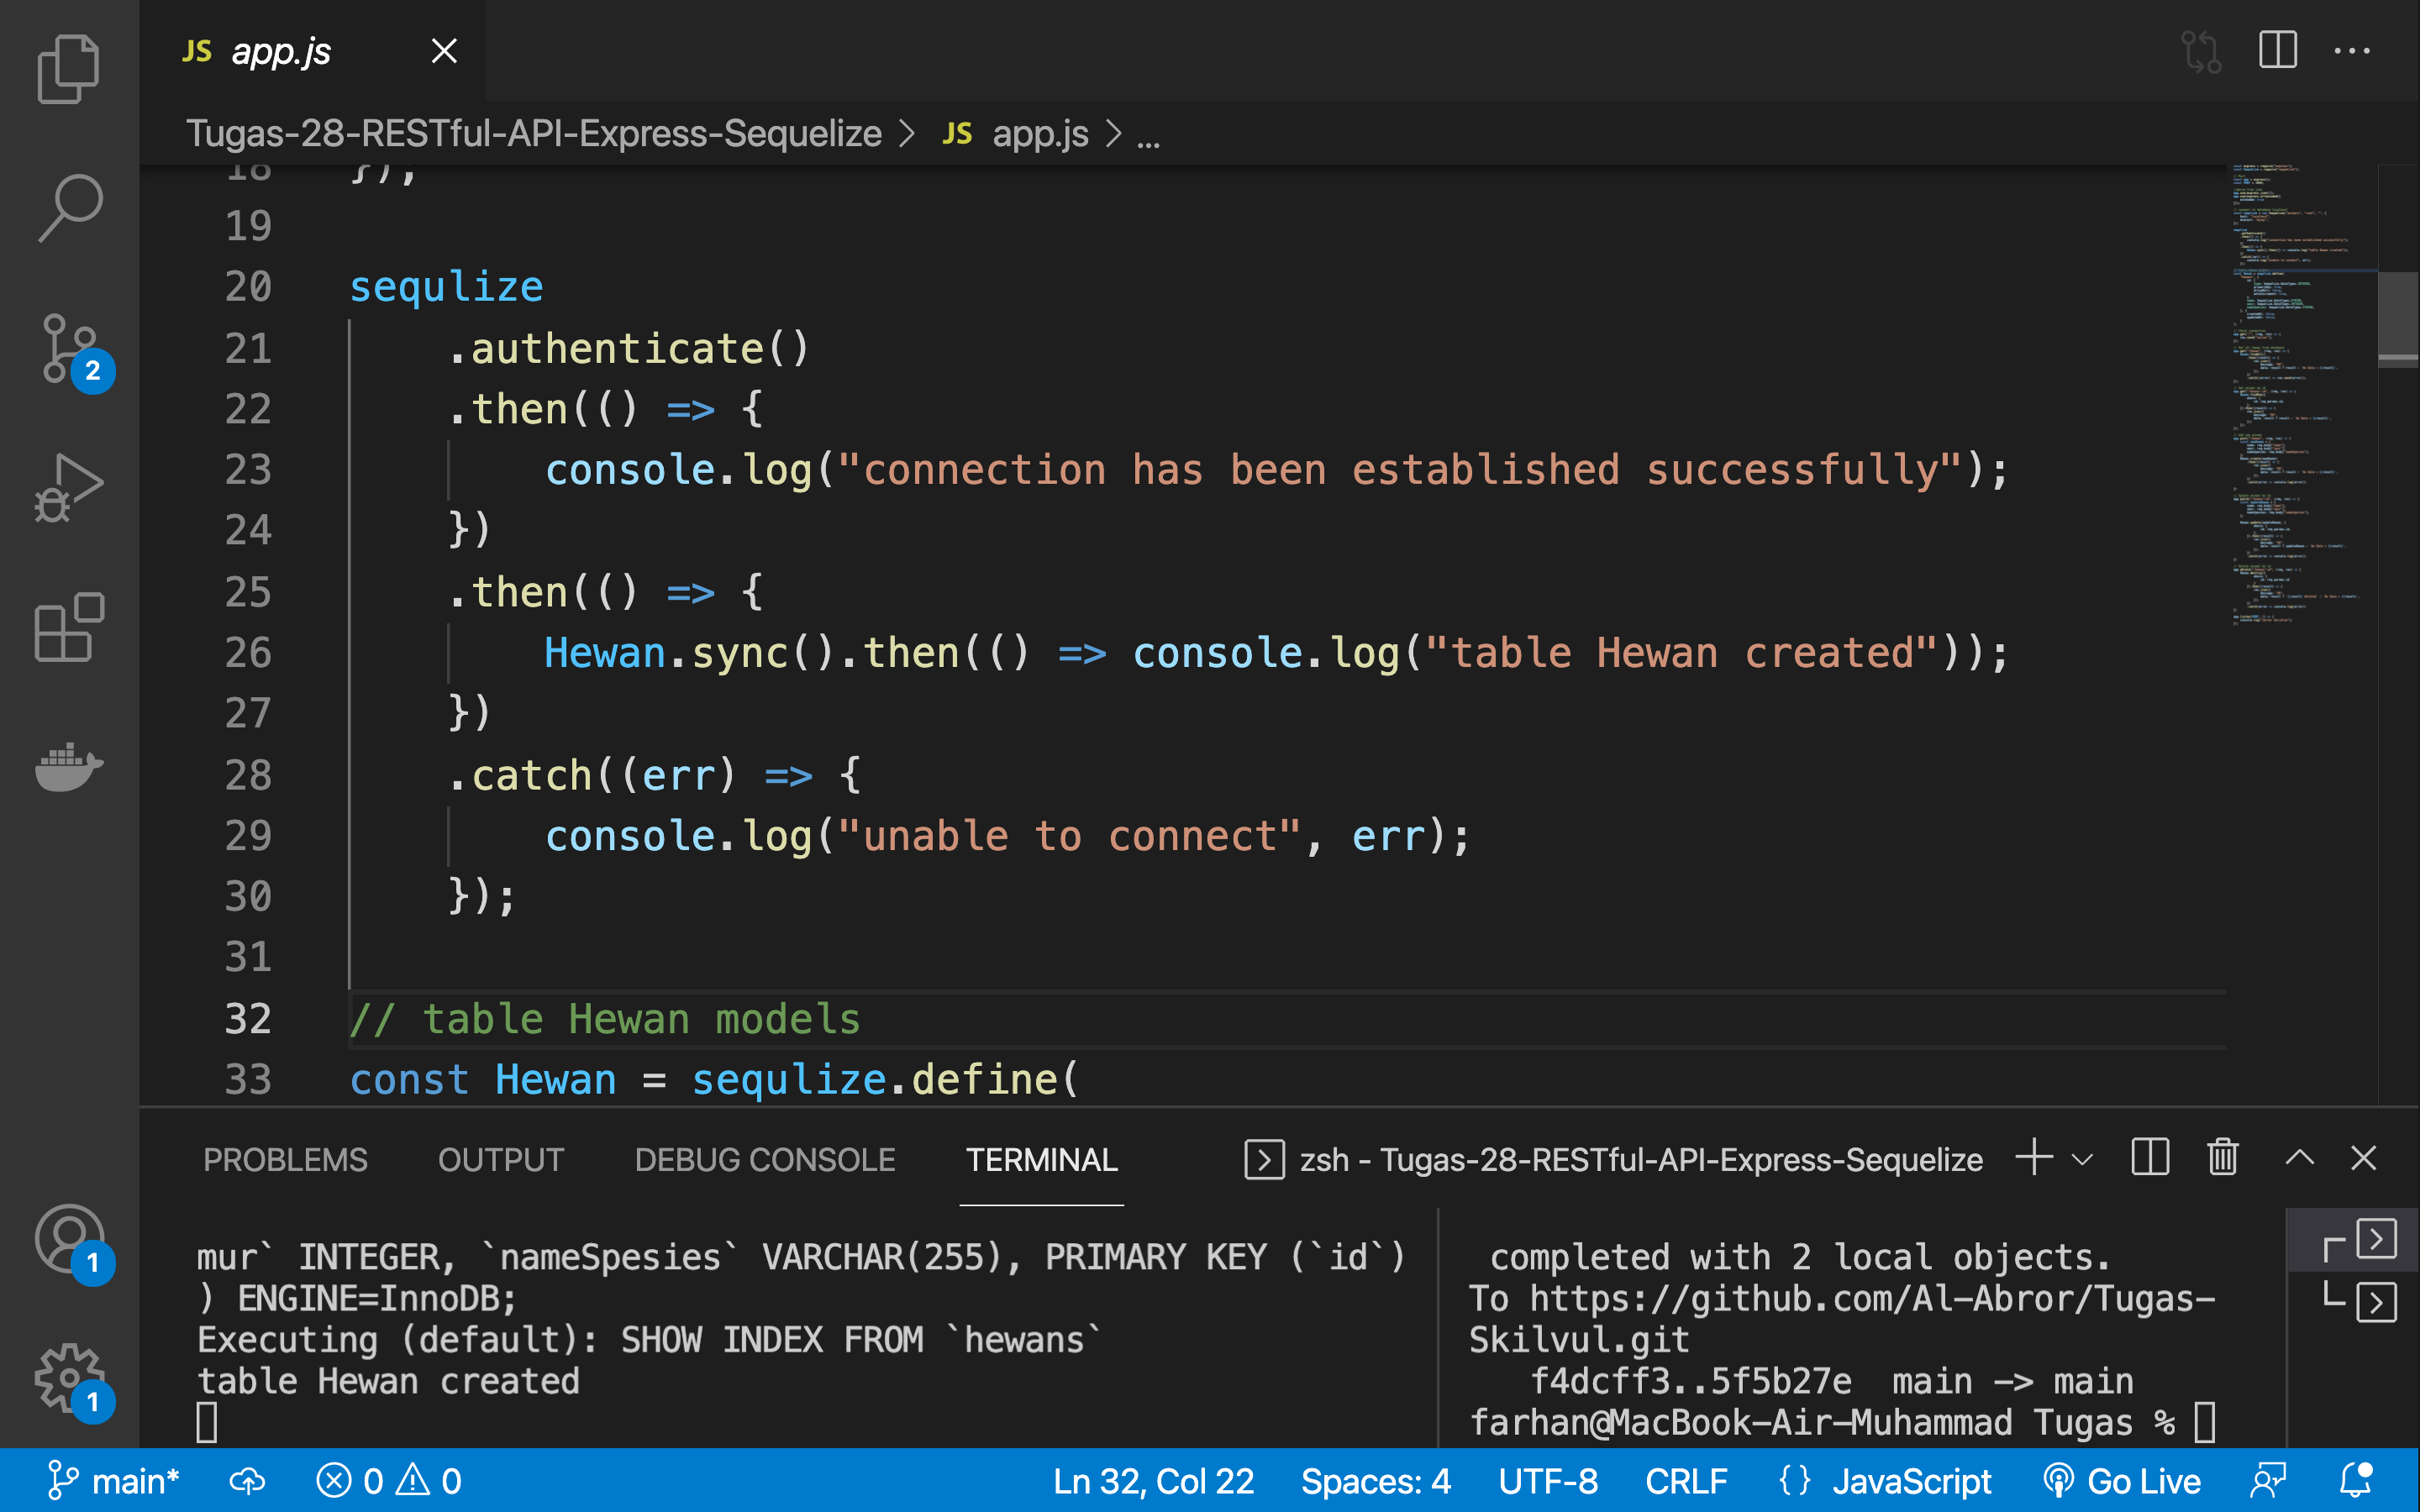 JS app.js
Tugas-28-RESTful-API-Express-Sequelize > JS app.js > ...
18 });
19
20 sequlize
21 .authenticate()
22 .then(() => {
23 console.log("connection has been established successfully");
24 })
25 .then(() => {
26 Hewan.sync().then(() => console.log("table Hewan created"));
27 })
28 .catch((err) => {
29 console.log("unable to connect", err);
30 });
31
32 // table Hewan models
33 const Hewan = sequlize.define(
2
1
1
PROBLEMS OUTPUT DEBUG CONSOLE TERMINAL zsh - Tugas-28-RESTful-API-Express-Sequelize
mur` INTEGER, `nameSpesies` VARCHAR(255), PRIMARY KEY (`id`)
) ENGINE=InnoDB;
Executing (default): SHOW INDEX FROM `hewans`
table Hewan created
completed with 2 local objects.
To https://github.com/Al-Abror/Tugas-
Skilvul.git
f4dcff3..5f5b27e main -> main
farhan@MacBook-Air-Muhammad Tugas %
main* 0 0 Ln 32, Col 22 Spaces: 4 UTF-8 CRLF {} JavaScript Go Live